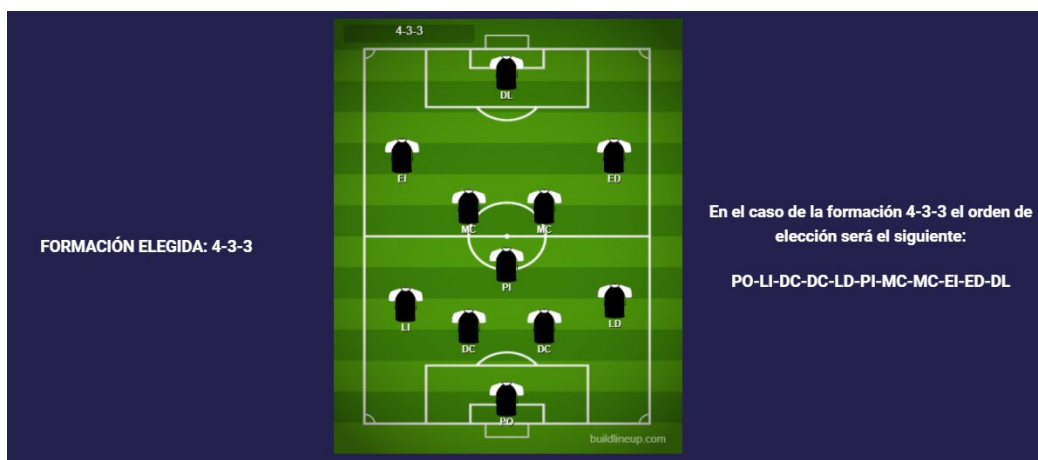 4-3-3
DL
EI
ED
MC
MC
FORMACIÓN ELEGIDA: 4-3-3
PI
LI
LD
DC
DC
PO
buildlineup.com
En el caso de la formación 4-3-3 el orden de
elección será el siguiente:
PO-LI-DC-DC-LD-PI-MC-MC-EI-ED-DL